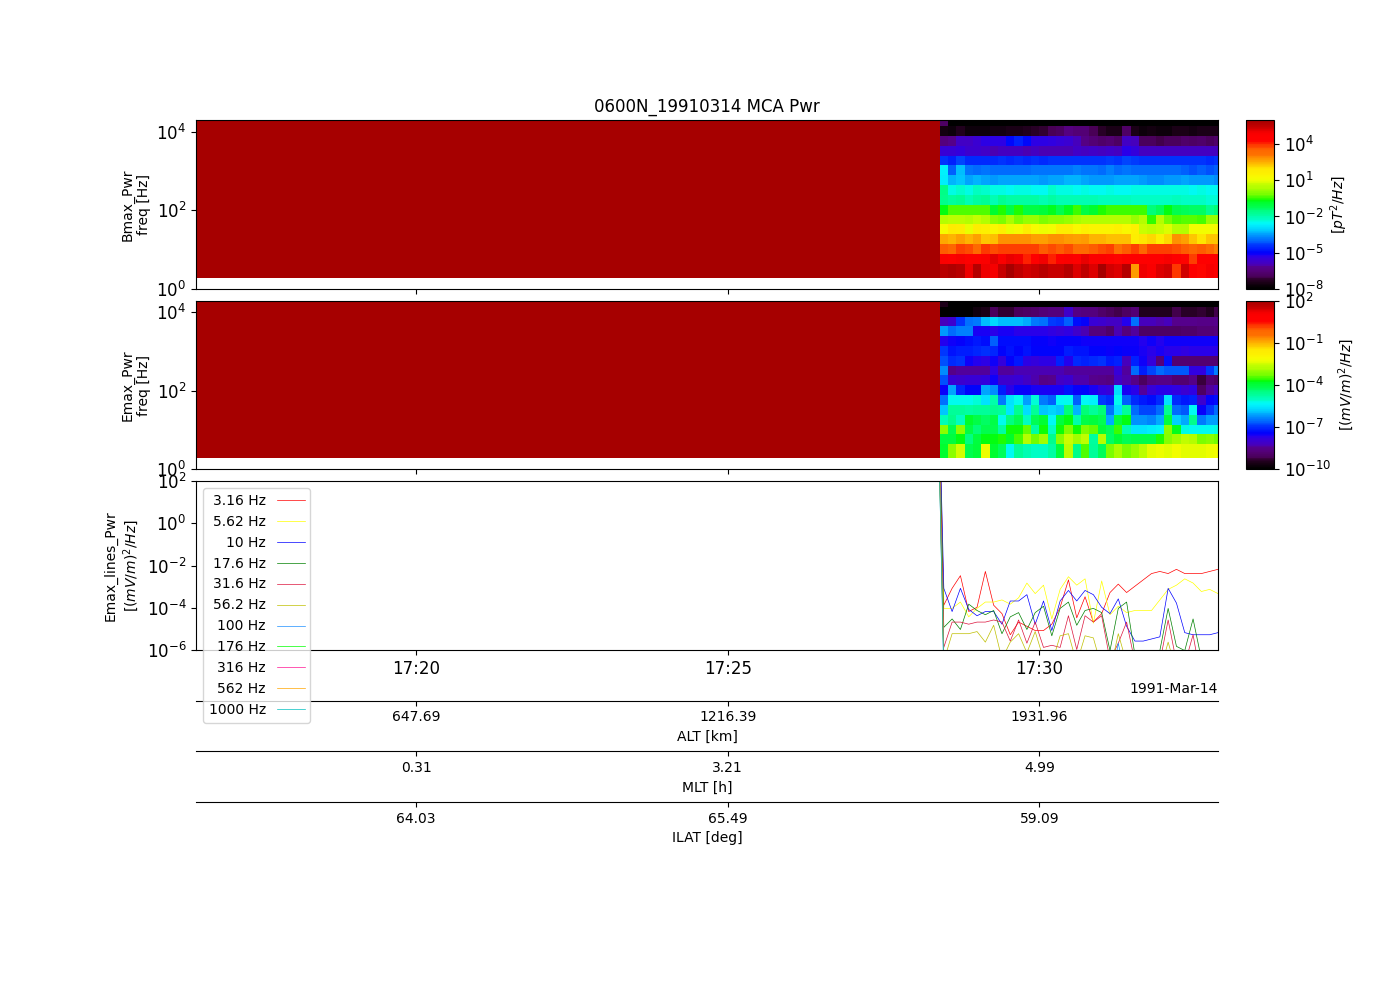 0600N_19910314 MCA Pwr
Bmax_Pwr
freq [Hz]
10^4
10^2
10^0
10^4
10^1
10^-2
10^-5
10^-8
[pT^2/Hz]
Emax_Pwr
freq [Hz]
10^4
10^2
10^0
10^2
10^-1
10^-4
10^-7
10^-10
[(mV/m)^2/Hz]
Emax_lines_Pwr
[(mV/m)^2/Hz]
10^2
10^0
10^-2
10^-4
10^-6
3.16 Hz
5.62 Hz
10 Hz
17.6 Hz
31.6 Hz
56.2 Hz
100 Hz
176 Hz
316 Hz
562 Hz
1000 Hz
17:20 17:25 17:30
1991-Mar-14
647.69 1216.39 1931.96
ALT [km]
0.31 3.21 4.99
MLT [h]
64.03 65.49 59.09
ILAT [deg]